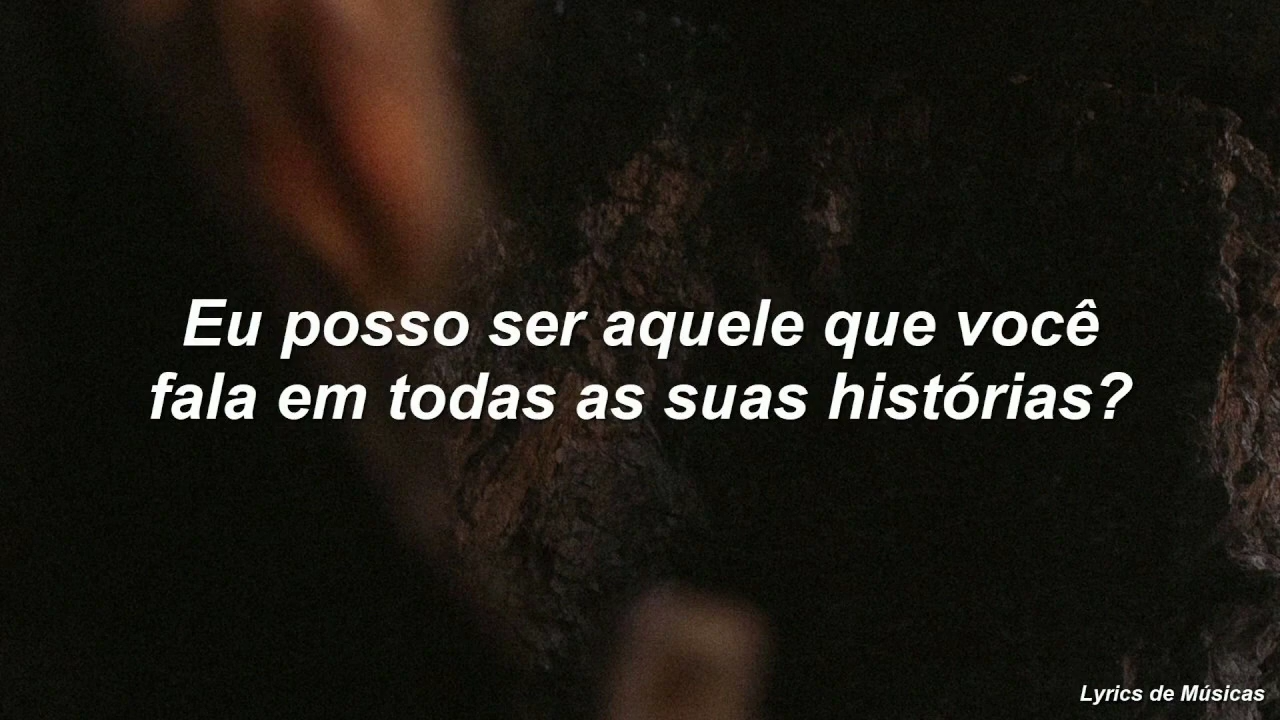 Eu posso ser aquele que você
fala em todas as suas histórias?
Lyrics de Músicas